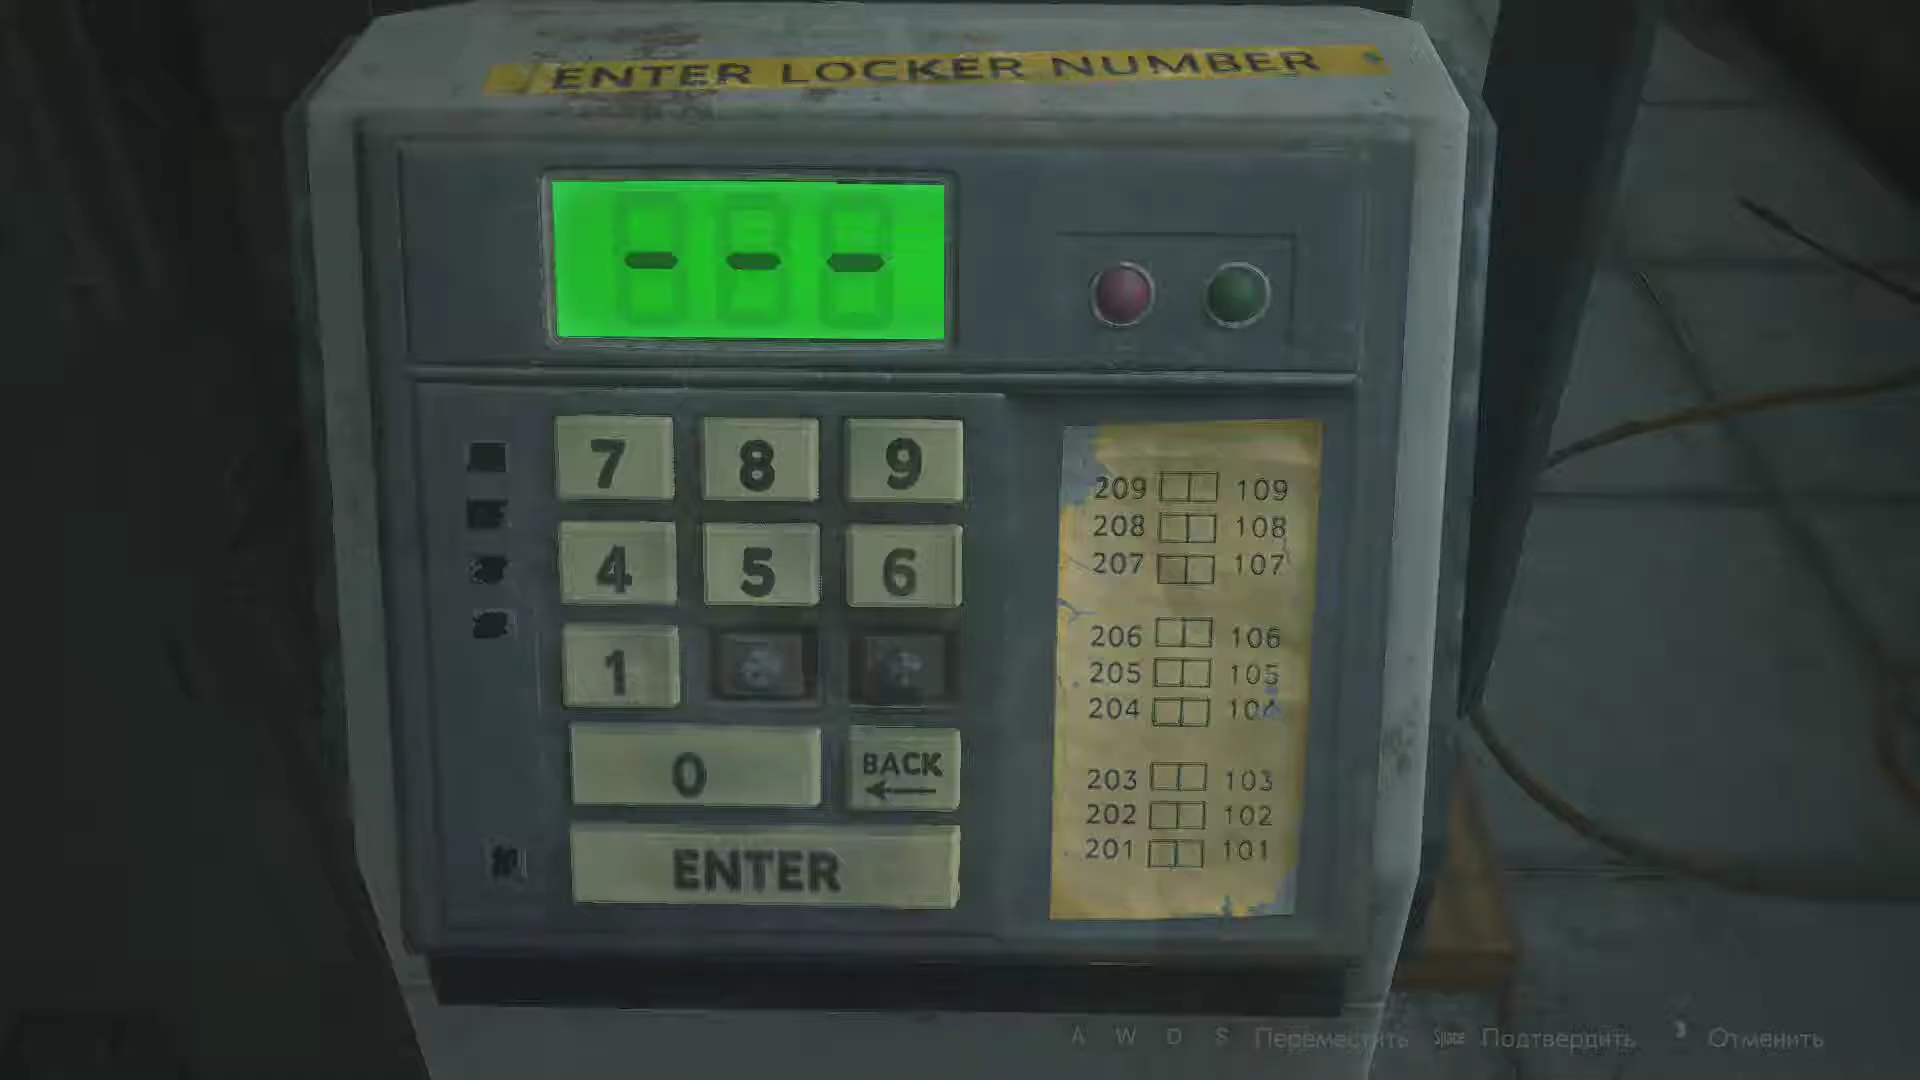 ENTER LOCKER NUMBER
- - -
7 8 9
4 5 6
1
0 BACK
ENTER
209 109
208 108
207 107
206 106
205 105
204 104
203 103
202 102
201 101
A W D S Переместить Space Подтвердить Отменить